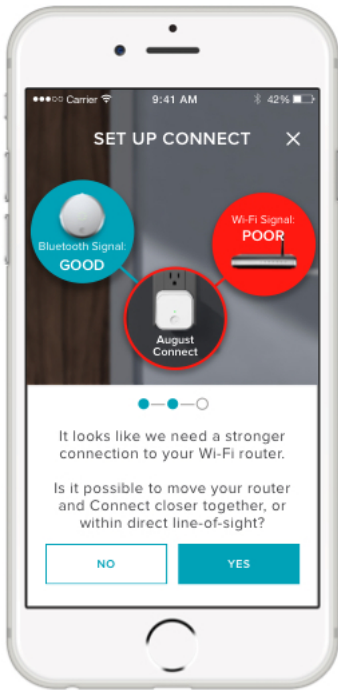 ●●●○○ Carrier 9:41 AM 42%
SET UP CONNECT ×
Wi-Fi Signal:
POOR
Bluetooth Signal:
GOOD
August
Connect
It looks like we need a stronger
connection to your Wi-Fi router.
Is it possible to move your router
and Connect closer together, or
within direct line-of-sight?
NO YES